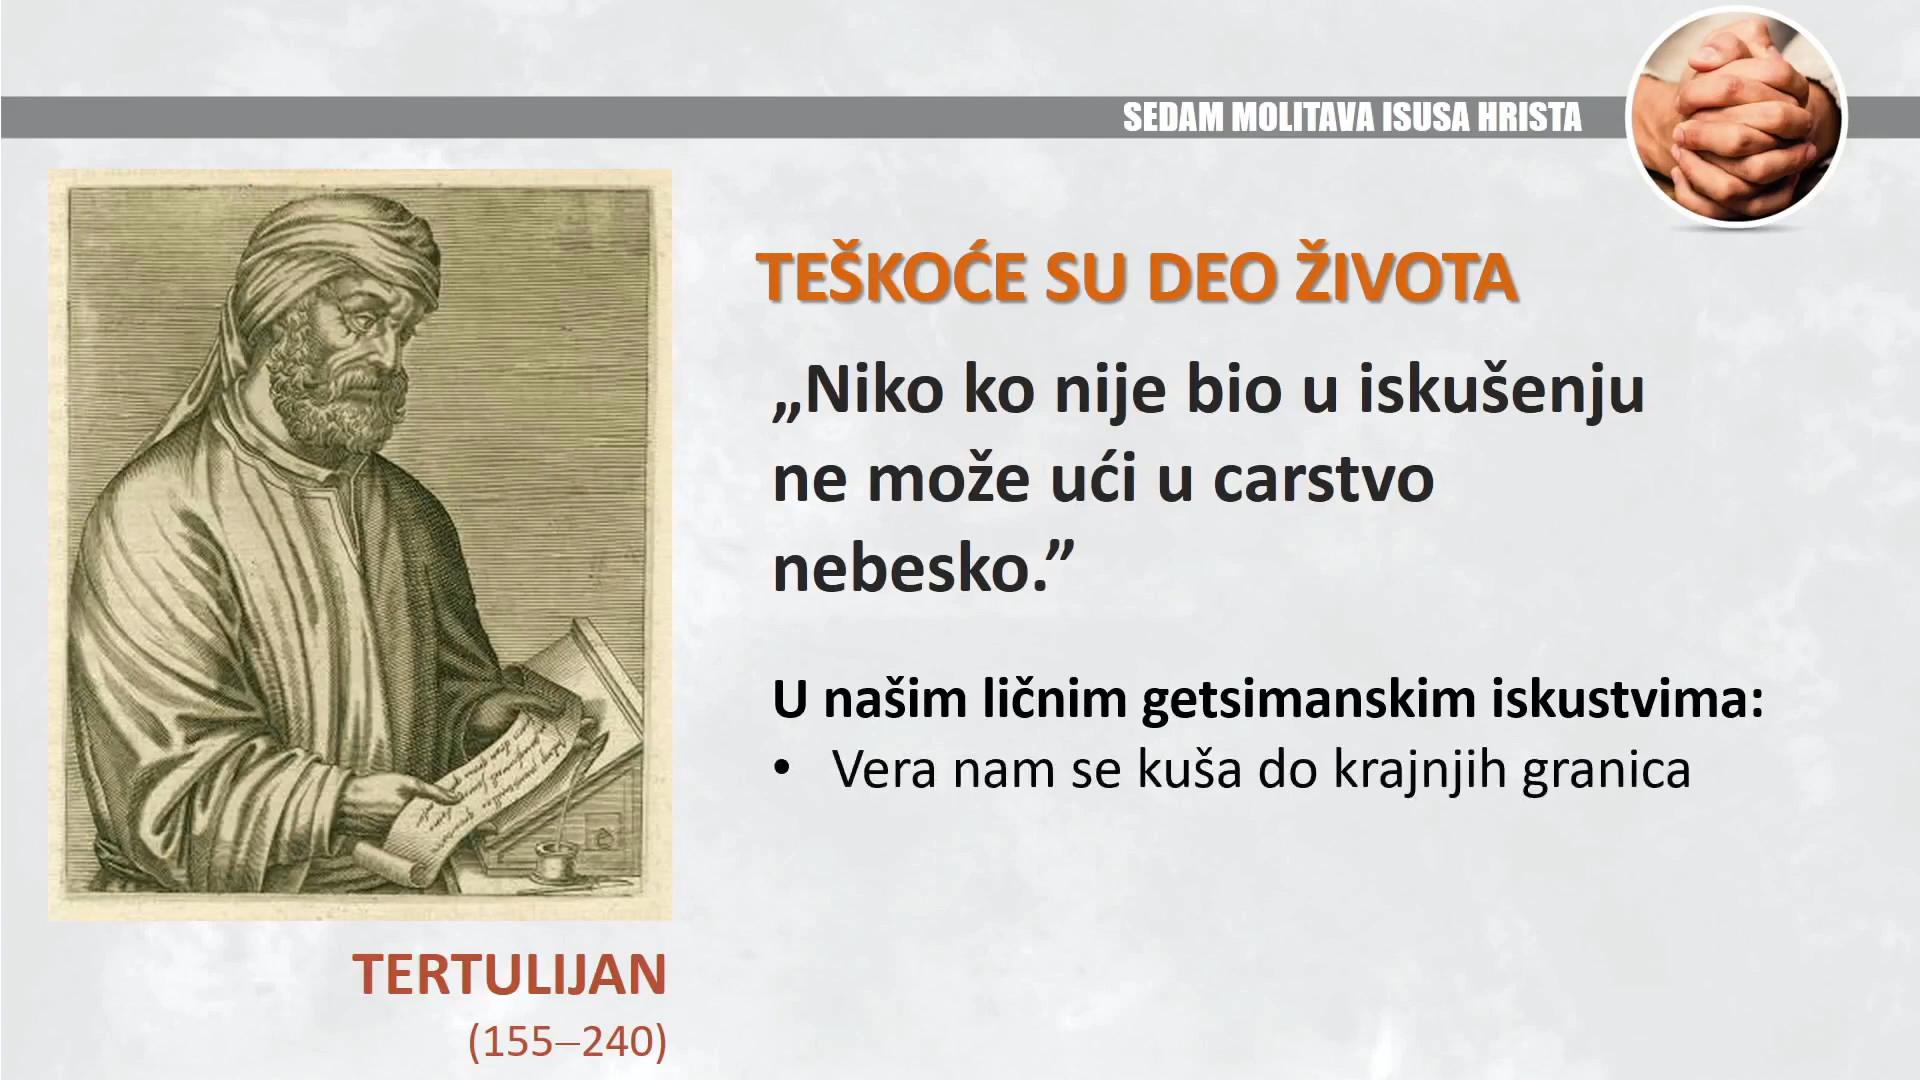 SEDAM MOLITAVA ISUSA HRISTA
TEŠKOĆE SU DEO ŽIVOTA
„Niko ko nije bio u iskušenju
ne može ući u carstvo
nebesko.”
U našim ličnim getsimanskim iskustvima:
• Vera nam se kuša do krajnjih granica
TERTULIJAN
(155–240)